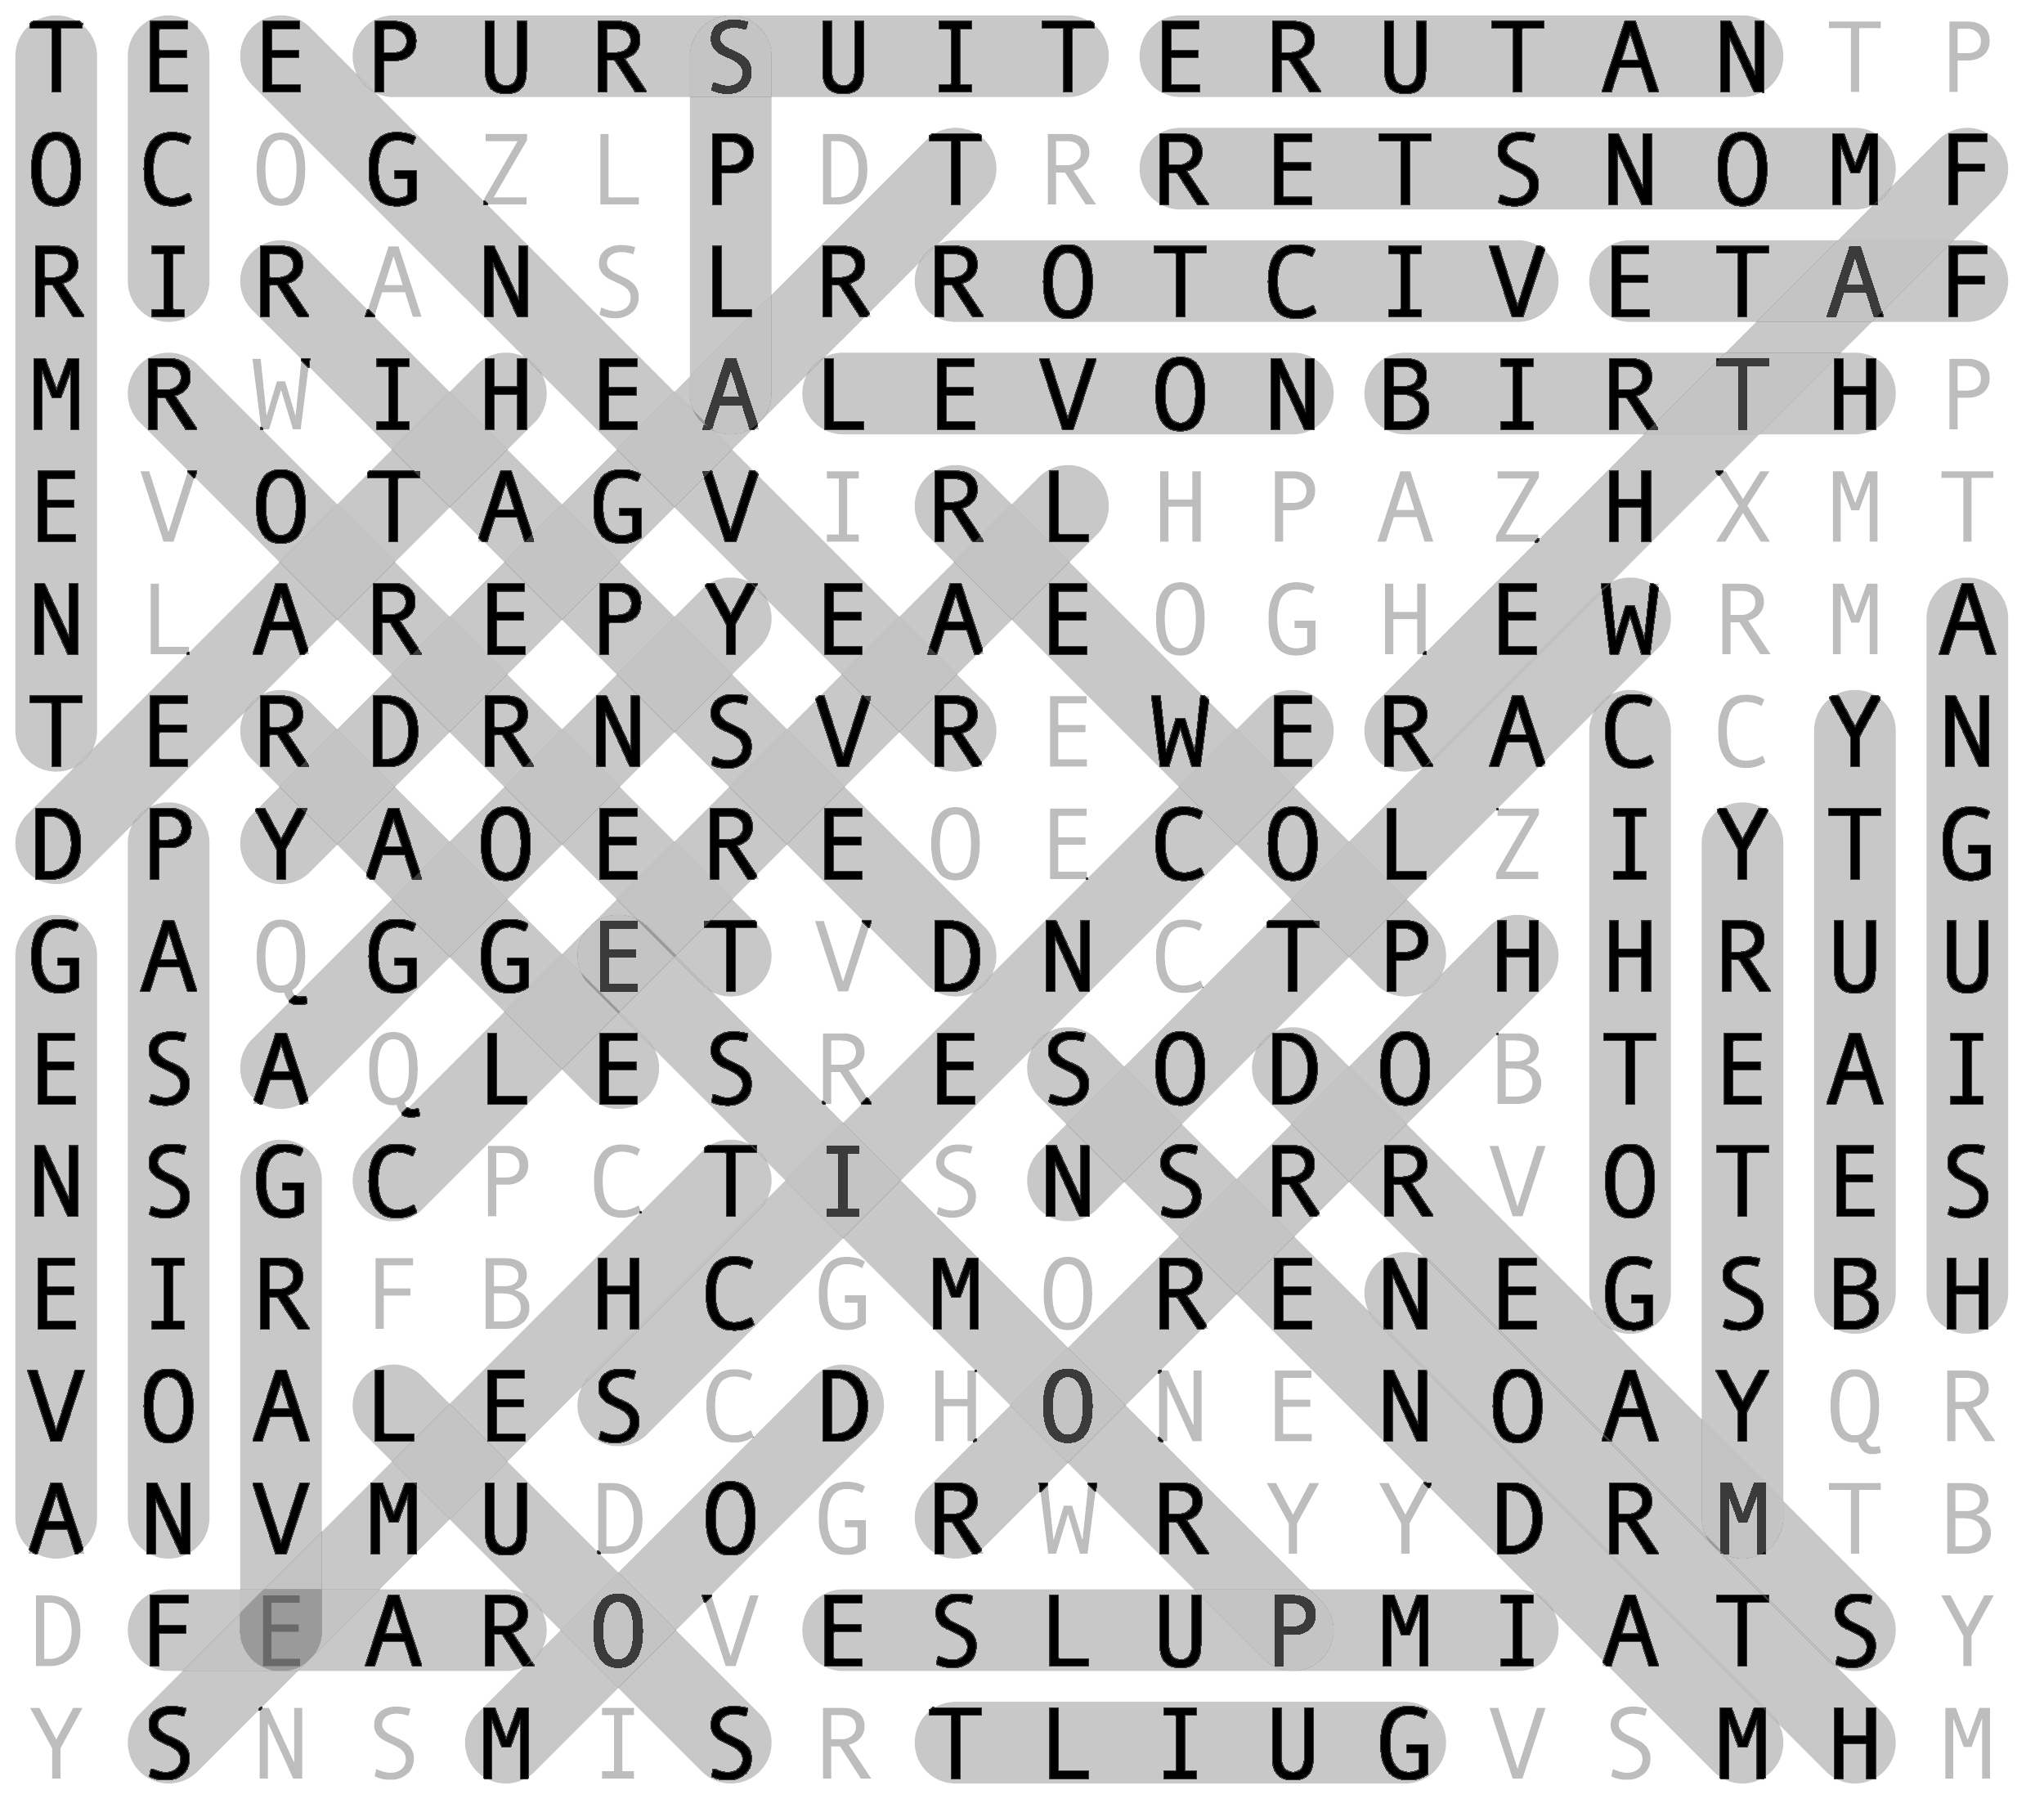 T E E P U R S U I T E R U T A N T P
O C O G Z L P D T R R E T S N O M F
R I R A N S L R R O T C I V E T A F
M R W I H E A L E V O N B I R T H P
E V O T A G V I R L H P A Z H X M T
N L A R E P Y E A E O G H E W R M A
T E R D R N S V R E W E R A C C Y N
D P Y A O E R E O E C O L Z I Y T G
G A Q G G E T V D N C T P H H R U U
E S A Q L E S R E S O D O B T E A I
N S G C P C T I S N S R R V O T E S
E I R F B H C G M O R E N E G S B H
V O A L E S C D H O N E N O A Y Q R
A N V M U D O G R W R Y Y D R M T B
D F E A R O V E S L U P M I A T S Y
Y S N S M I S R T L I U G V S M H M